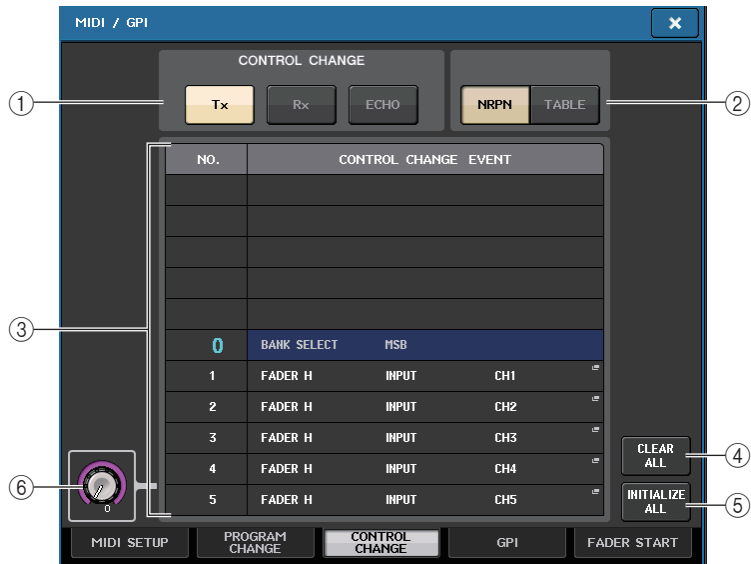 MIDI / GPI
CONTROL CHANGE
Tx Rx ECHO NRPN TABLE
① ②
NO. CONTROL CHANGE EVENT
③
0 BANK SELECT MSB
1 FADER H INPUT CH1
2 FADER H INPUT CH2
3 FADER H INPUT CH3
4 FADER H INPUT CH4
5 FADER H INPUT CH5
CLEAR
ALL
④
INITIALIZE
ALL
⑤
⑥
0
MIDI SETUP
PROGRAM
CHANGE
CONTROL
CHANGE
GPI
FADER START